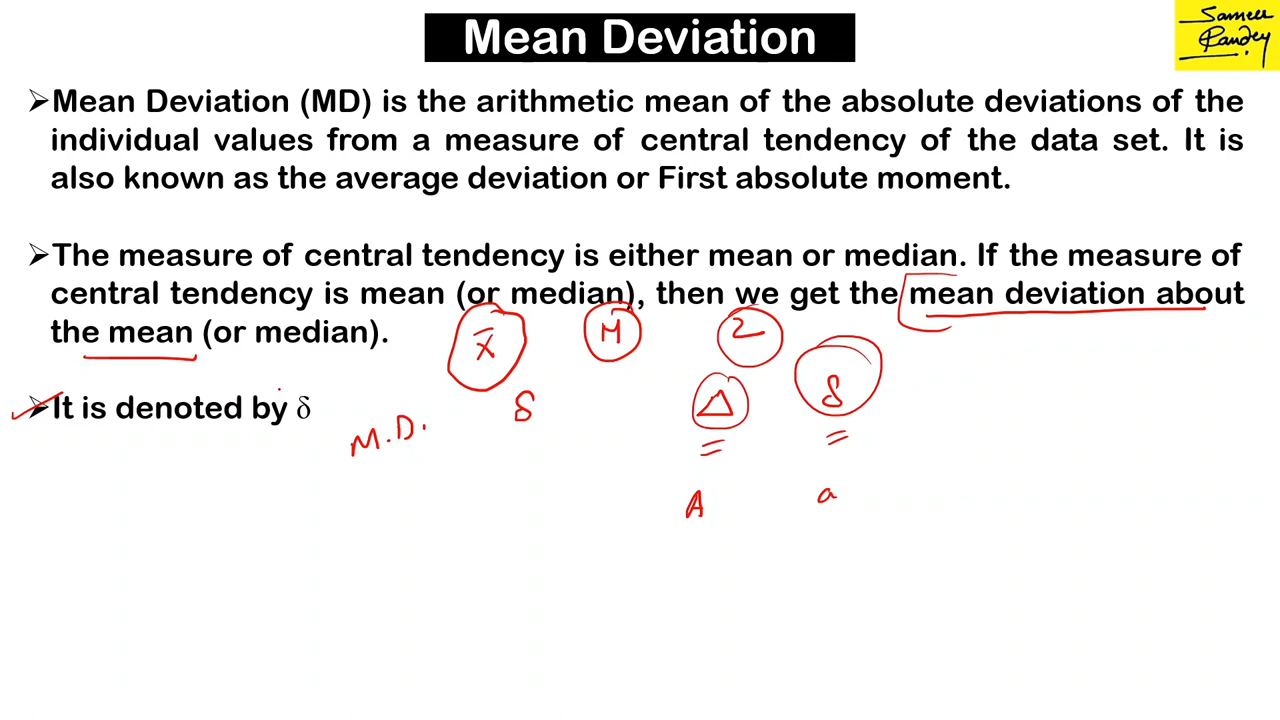 Mean Deviation
Sameer
Pandey
➢Mean Deviation (MD) is the arithmetic mean of the absolute deviations of the
individual values from a measure of central tendency of the data set. It is
also known as the average deviation or First absolute moment.
➢The measure of central tendency is either mean or median. If the measure of
central tendency is mean (or median), then we get the mean deviation about
the mean (or median).
X̄ M Z
➢It is denoted by δ
M.D. δ Δ δ
A a